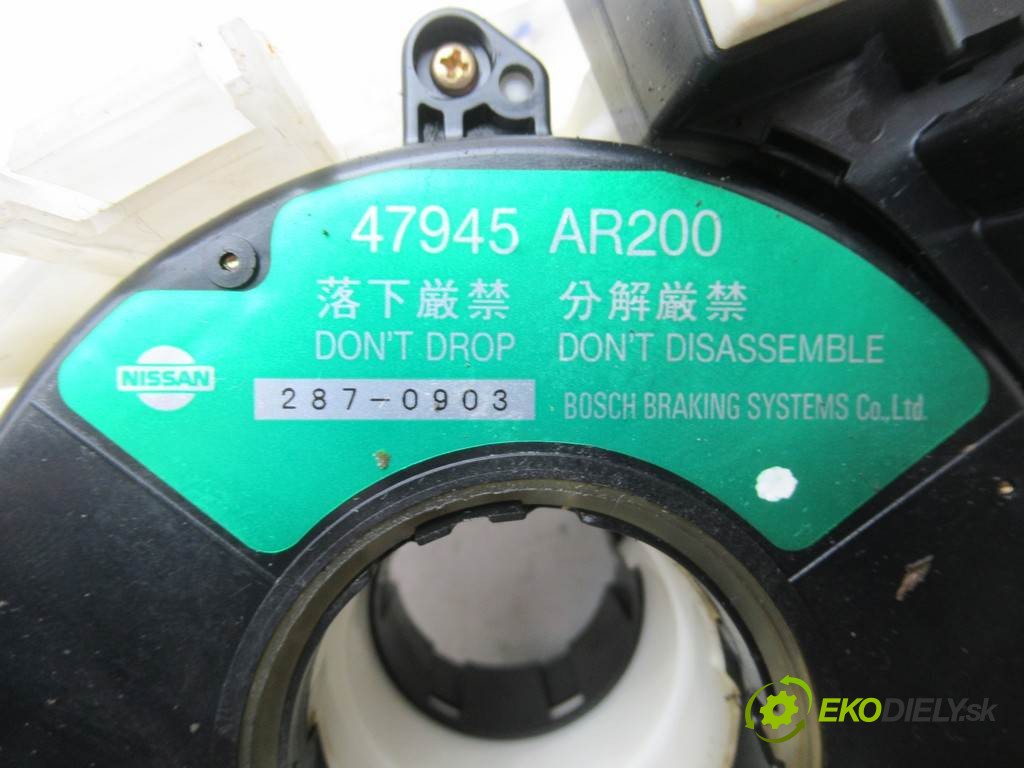 47945 AR200
落下厳禁 分解厳禁
DON'T DROP DON'T DISASSEMBLE
NISSAN
287-0903 BOSCH BRAKING SYSTEMS Co.,Ltd.
EKODIELY.sk